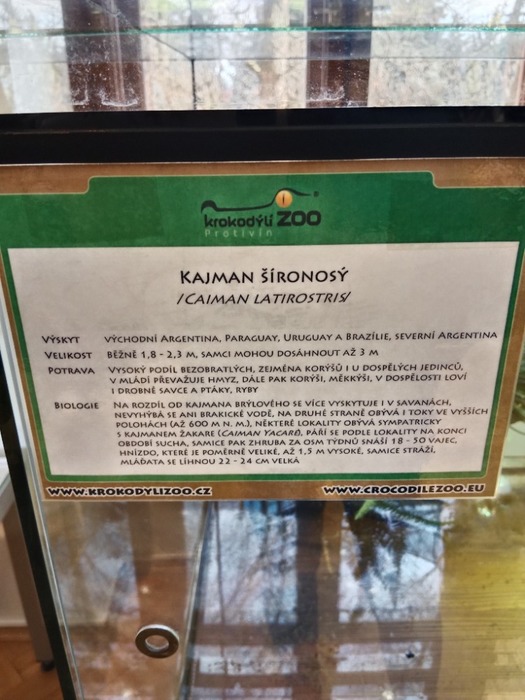 krokodýlí ZOO
Protivín
KAJMAN ŠÍRONOSÝ
/CAIMAN LATIROSTRIS/
VÝSKYT VÝCHODNÍ ARGENTINA, PARAGUAY, URUGUAY A BRAZÍLIE, SEVERNÍ ARGENTINA
VELIKOST BĚŽNĚ 1,8 - 2,3 M, SAMCI MOHOU DOSÁHNOUT AŽ 3 M
POTRAVA VYSOKÝ PODÍL BEZOBRATLÝCH, ZEJMÉNA KORÝŠŮ I U DOSPĚLÝCH JEDINCŮ,
V MLÁDÍ PŘEVAŽUJE HMYZ, DÁLE PAK KORÝŠI, MĚKKÝŠI, V DOSPĚLOSTI LOVÍ
I DROBNÉ SAVCE A PTÁKY, RYBY
BIOLOGIE NA ROZDÍL OD KAJMANA BRÝLOVÉHO SE VÍCE VYSKYTUJE I V SAVANÁCH,
NEVYHÝBÁ SE ANI BRAKICKÉ VODĚ, NA DRUHÉ STRANĚ OBÝVÁ I TOKY VE VYŠŠÍCH
POLOHÁCH (AŽ 600 M N. M.), NĚKTERÉ LOKALITY OBÝVÁ SYMPATRICKY
S KAJMANEM ŽAKARÉ (CAIMAN YACARE), PÁŘÍ SE PODLE LOKALITY NA KONCI
OBDOBÍ SUCHA, SAMICE PAK ZHRUBA ZA OSM TÝDNŮ SNÁŠÍ 18 - 50 VAJEC,
HNÍZDO, KTERÉ JE POMĚRNĚ VELIKÉ, AŽ 1,5 M VYSOKÉ, SAMICE STRÁŽÍ,
MLÁĎATA SE LÍHNOU 22 - 24 CM VELKÁ
WWW.KROKODYLIZOO.CZ WWW.CROCODILEZOO.EU